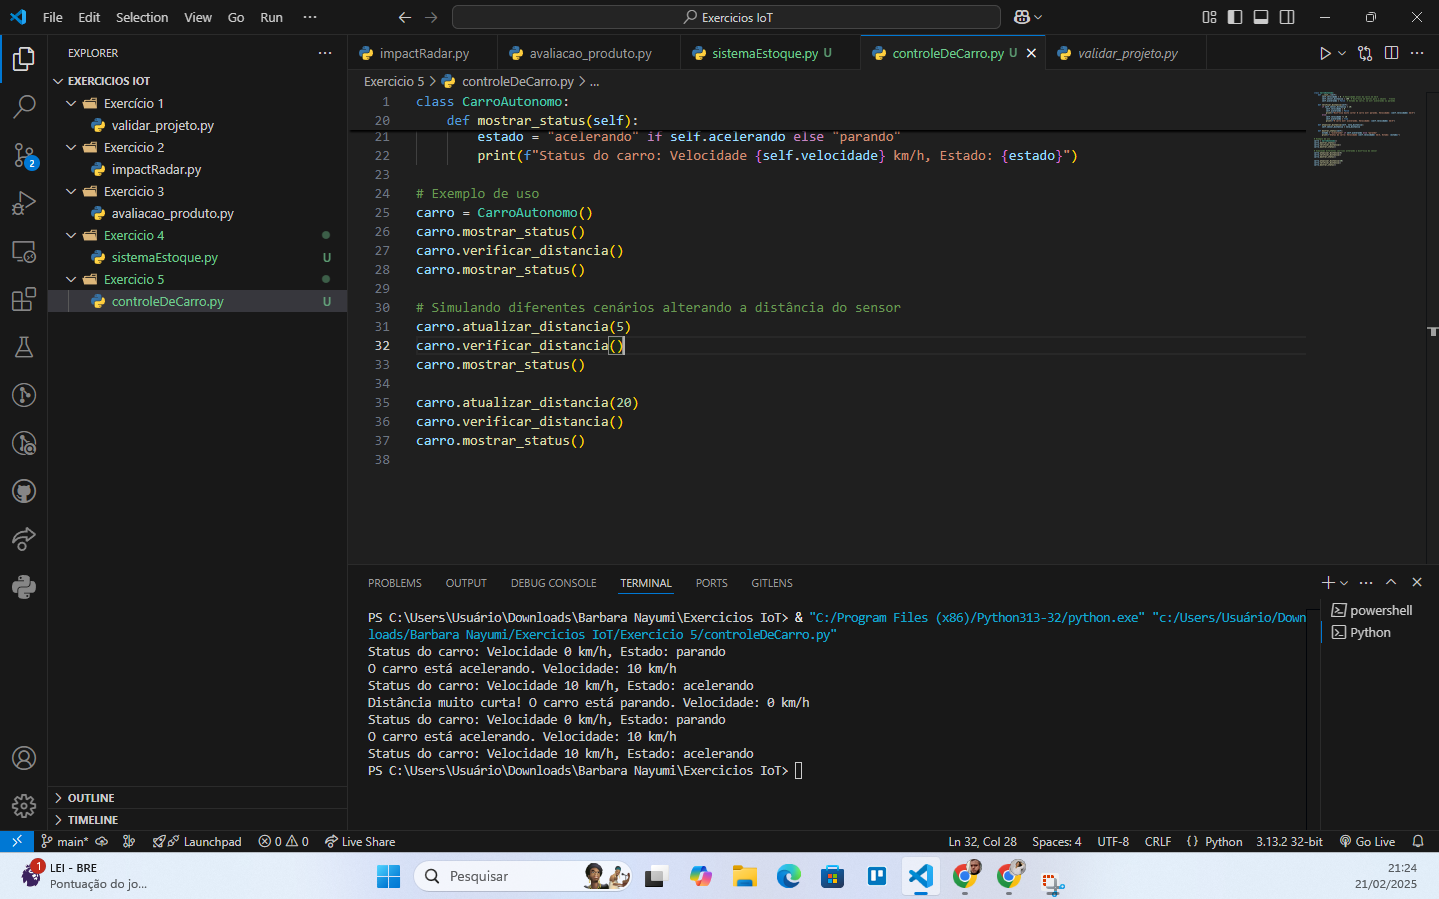 File Edit Selection View Go Run ···
Exercicios IoT
EXPLORER
EXERCICIOS IOT
Exercício 1
validar_projeto.py
Exercicio 2
impactRadar.py
Exercicio 3
avaliacao_produto.py
Exercicio 4
sistemaEstoque.py U
Exercicio 5
controleDeCarro.py U
OUTLINE
TIMELINE
2
impactRadar.py avaliacao_produto.py sistemaEstoque.py U controleDeCarro.py U validar_projeto.py
Exercicio 5 > controleDeCarro.py > ...
1 class CarroAutonomo:
20 def mostrar_status(self):
21 estado = "acelerando" if self.acelerando else "parando"
22 print(f"Status do carro: Velocidade {self.velocidade} km/h, Estado: {estado}")
23
24 # Exemplo de uso
25 carro = CarroAutonomo()
26 carro.mostrar_status()
27 carro.verificar_distancia()
28 carro.mostrar_status()
29
30 # Simulando diferentes cenários alterando a distância do sensor
31 carro.atualizar_distancia(5)
32 carro.verificar_distancia()
33 carro.mostrar_status()
34
35 carro.atualizar_distancia(20)
36 carro.verificar_distancia()
37 carro.mostrar_status()
38
PROBLEMS OUTPUT DEBUG CONSOLE TERMINAL PORTS GITLENS
PS C:\Users\Usuário\Downloads\Barbara Nayumi\Exercicios IoT> & "C:/Program Files (x86)/Python313-32/python.exe" "c:/Users/Usuário/Down
loads/Barbara Nayumi/Exercicios IoT/Exercicio 5/controleDeCarro.py"
Status do carro: Velocidade 0 km/h, Estado: parando
O carro está acelerando. Velocidade: 10 km/h
Status do carro: Velocidade 10 km/h, Estado: acelerando
Distância muito curta! O carro está parando. Velocidade: 0 km/h
Status do carro: Velocidade 0 km/h, Estado: parando
O carro está acelerando. Velocidade: 10 km/h
Status do carro: Velocidade 10 km/h, Estado: acelerando
PS C:\Users\Usuário\Downloads\Barbara Nayumi\Exercicios IoT>
powershell
Python
main* Launchpad 0 0 Live Share Ln 32, Col 28 Spaces: 4 UTF-8 CRLF {} Python 3.13.2 32-bit Go Live
1
LEI - BRE
Pontuação do jo...
Pesquisar
21:24
21/02/2025